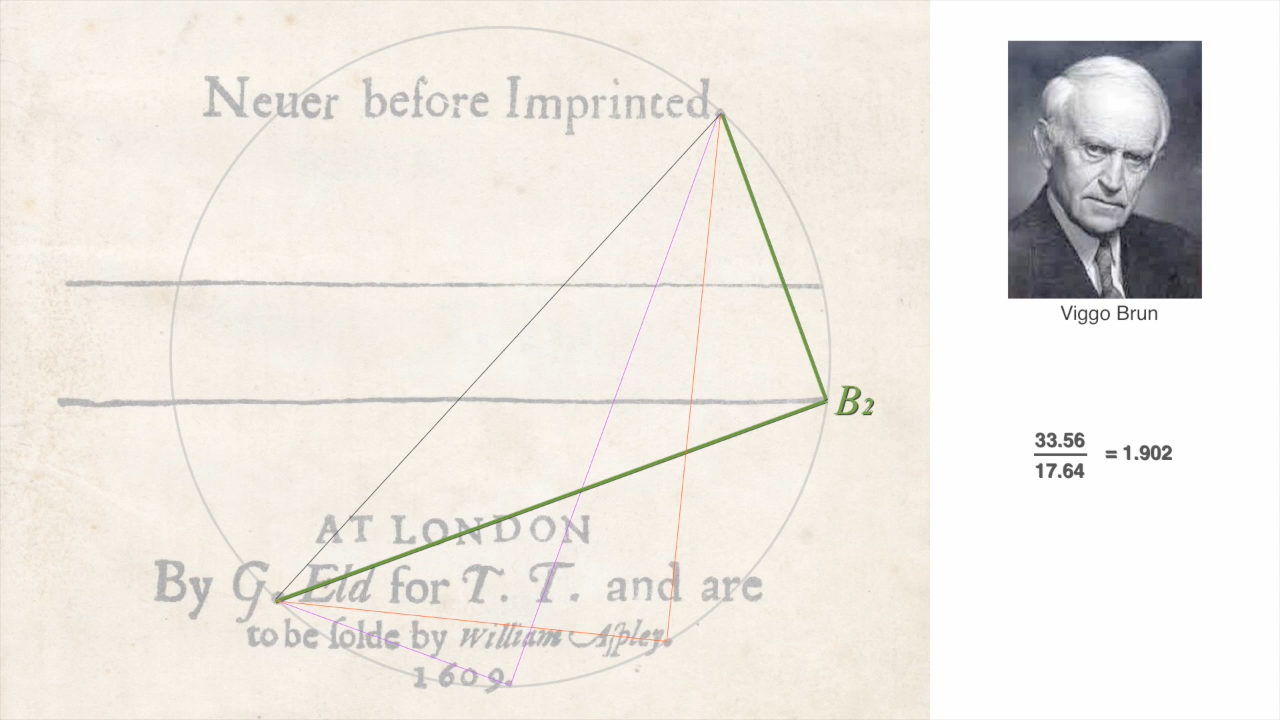 Neuer before Imprinted.
AT LONDON
By G. Eld for T. T. and are
to be ſolde by William Aſpley.
1609.
B2
Viggo Brun
33.56
17.64
= 1.902